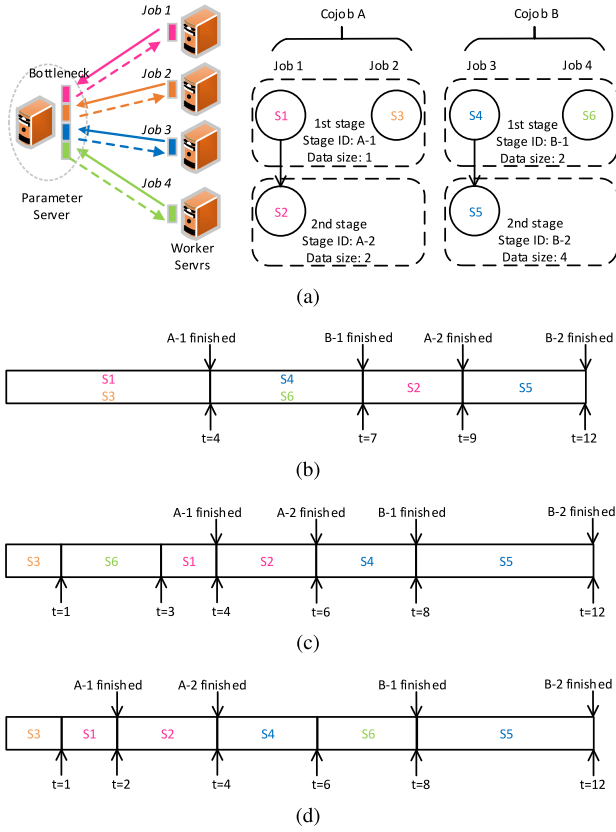 Job 1
Bottleneck
Job 2
Job 3
Job 4
Parameter
Server
Worker
Servrs
Cojob A
Cojob B
Job 1
Job 2
Job 3
Job 4
S1
S3
S4
S6
1st stage
Stage ID: A-1
Data size: 1
1st stage
Stage ID: B-1
Data size: 2
S2
S5
2nd stage
Stage ID: A-2
Data size: 2
2nd stage
Stage ID: B-2
Data size: 4
(a)
A-1 finished B-1 finished A-2 finished B-2 finished
S1 S4
S3 S6 S2 S5
t=4 t=7 t=9 t=12
(b)
A-1 finished A-2 finished B-1 finished B-2 finished
S3 S6 S1 S2 S4 S5
t=1 t=3 t=4 t=6 t=8 t=12
(c)
A-1 finished A-2 finished B-1 finished B-2 finished
S3 S1 S2 S4 S6 S5
t=1 t=2 t=4 t=6 t=8 t=12
(d)